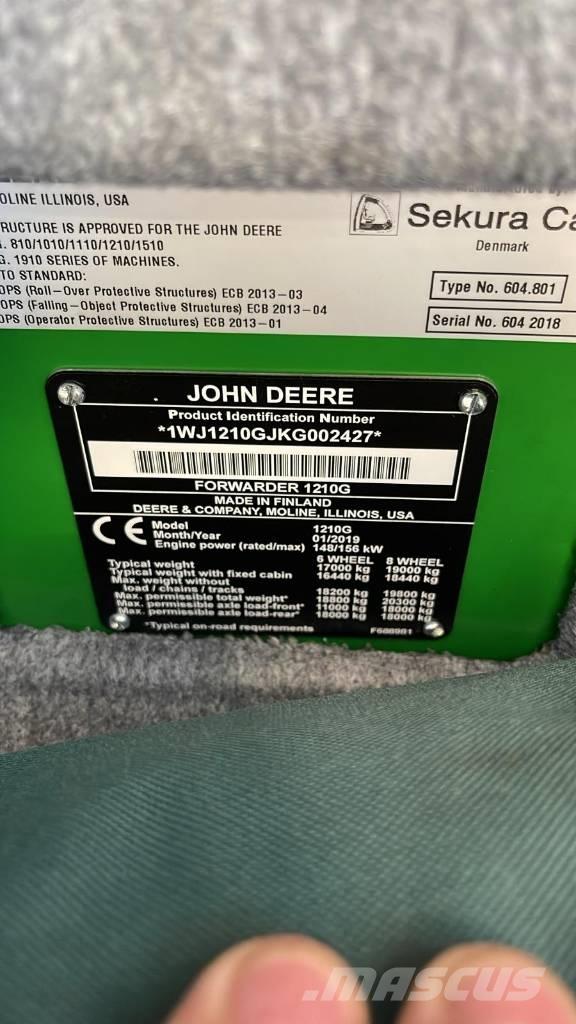 OLINE ILLINOIS, USA
RUCTURE IS APPROVED FOR THE JOHN DEERE
. 810/1010/1110/1210/1510
G. 1910 SERIES OF MACHINES.
TO STANDARD:
OPS (Roll-Over Protective Structures) ECB 2013-03
OPS (Falling-Object Protective Structures) ECB 2013-04
OPS (Operator Protective Structures) ECB 2013-01
Sekura Ca
Denmark
Type No. 604.801
Serial No. 604 2018
JOHN DEERE
Product Identification Number
*1WJ1210GJKG002427*
FORWARDER 1210G
MADE IN FINLAND
DEERE & COMPANY, MOLINE, ILLINOIS, USA
CE
Model 1210G
Month/Year 01/2019
Engine power (rated/max) 148/156 kW
6 WHEEL 8 WHEEL
Typical weight 17000 kg 19000 kg
Typical weight with fixed cabin 16440 kg 18440 kg
Max. weight without
load / chains / tracks 18200 kg 19800 kg
Max. permissible total weight* 18800 kg 20300 kg
Max. permissible axle load-front* 11000 kg 18000 kg
Max. permissible axle load-rear* 18000 kg 18000 kg
*Typical on-road requirements F688981
MASCUS